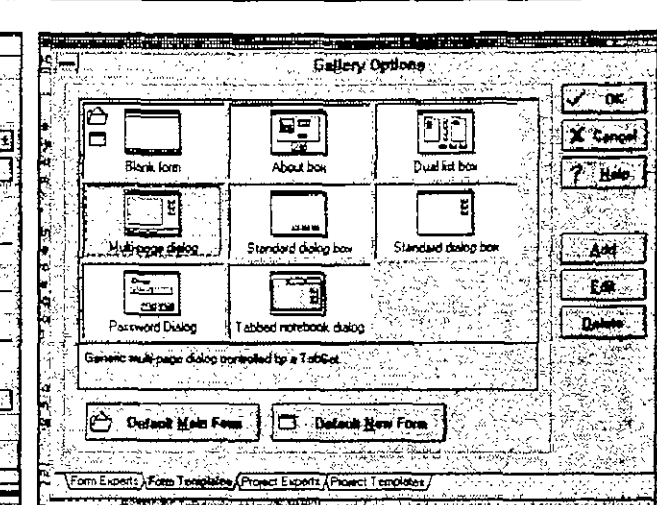 Gallery Options
OK
Cancel
? Help
Blank form
About box
Dual list box
Multi-page dialog
Standard dialog box
Standard dialog box
Add
Edit
Delete
Password Dialog
Tabbed notebook dialog
Generic multi-page dialog controlled by a TabSet.
Default Main Form
Default New Form
Form Experts
Form Templates
Project Experts
Project Templates